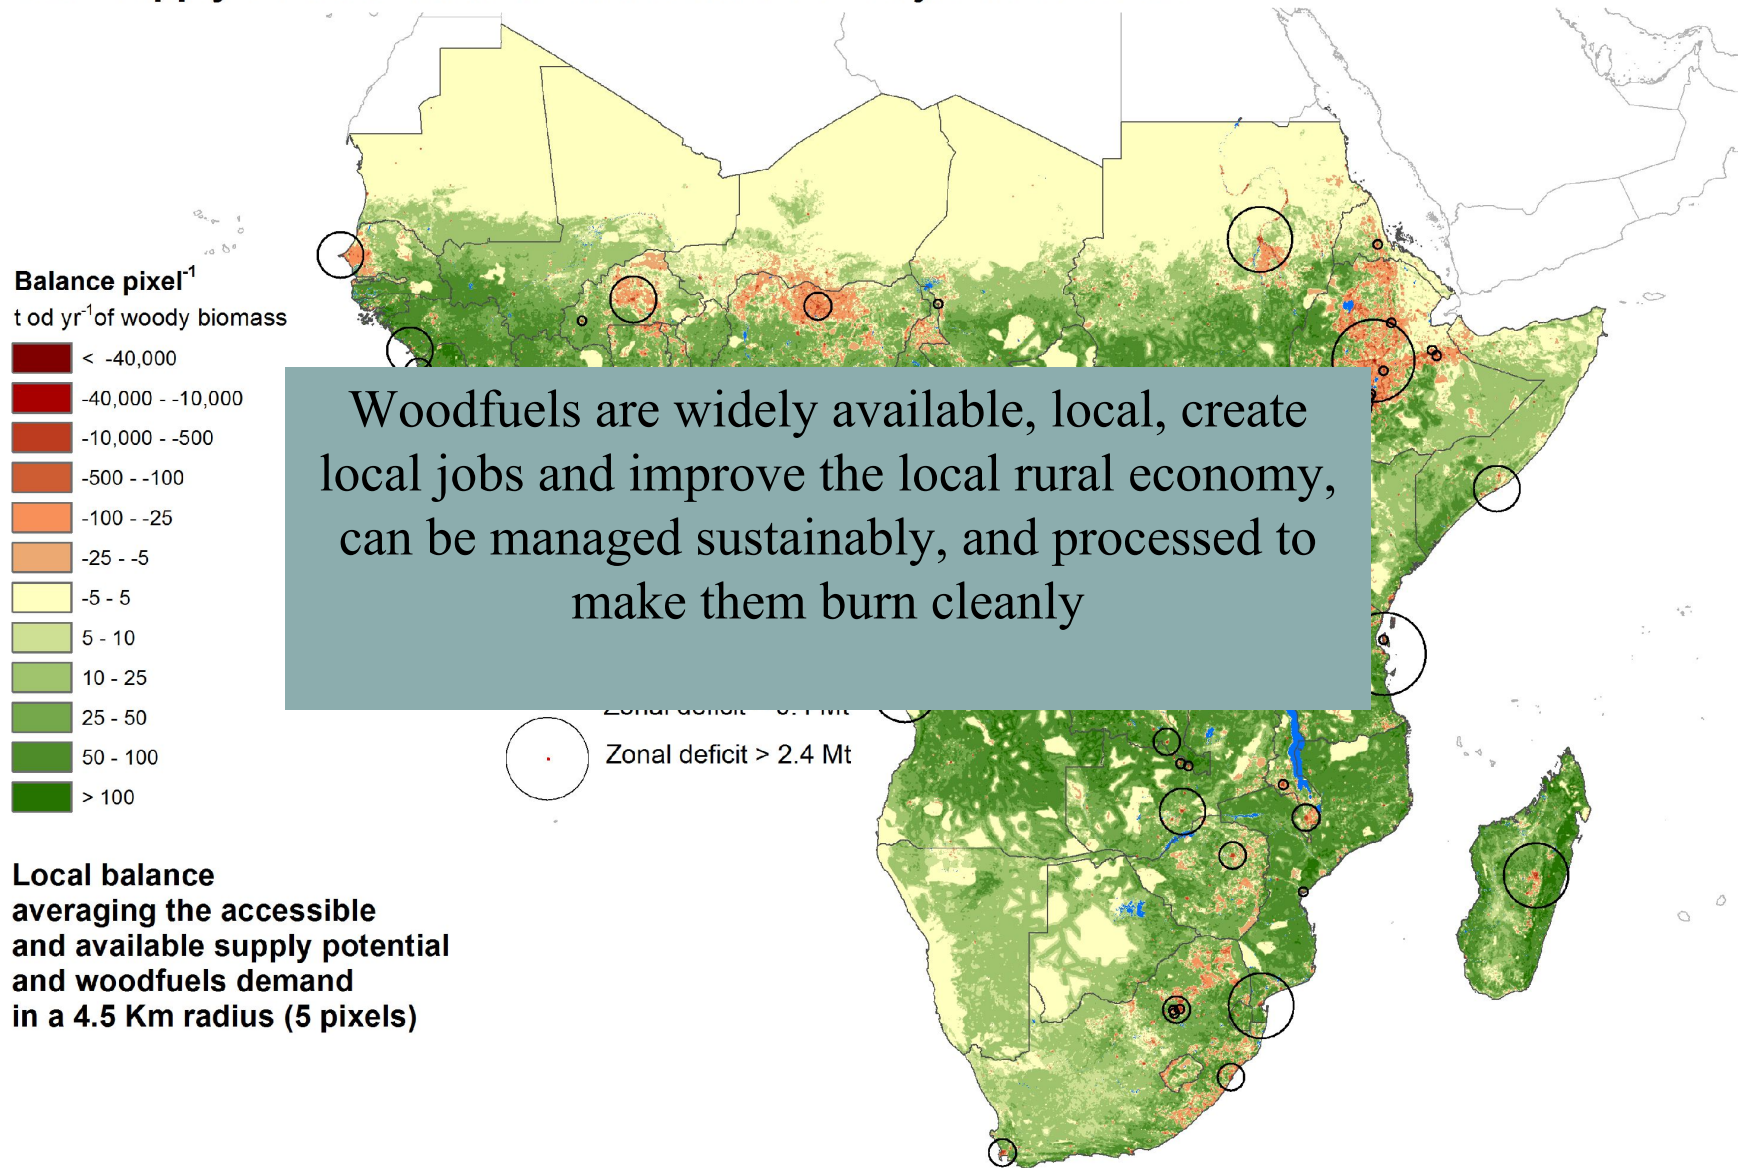 Balance pixel-1
t od yr-1of woody biomass
< -40,000
-40,000 - -10,000
-10,000 - -500
-500 - -100
-100 - -25
-25 - -5
-5 - 5
5 - 10
10 - 25
25 - 50
50 - 100
> 100
Woodfuels are widely available, local, create
local jobs and improve the local rural economy,
can be managed sustainably, and processed to
make them burn cleanly
Zonal deficit > 2.4 Mt
Local balance
averaging the accessible
and available supply potential
and woodfuels demand
in a 4.5 Km radius (5 pixels)